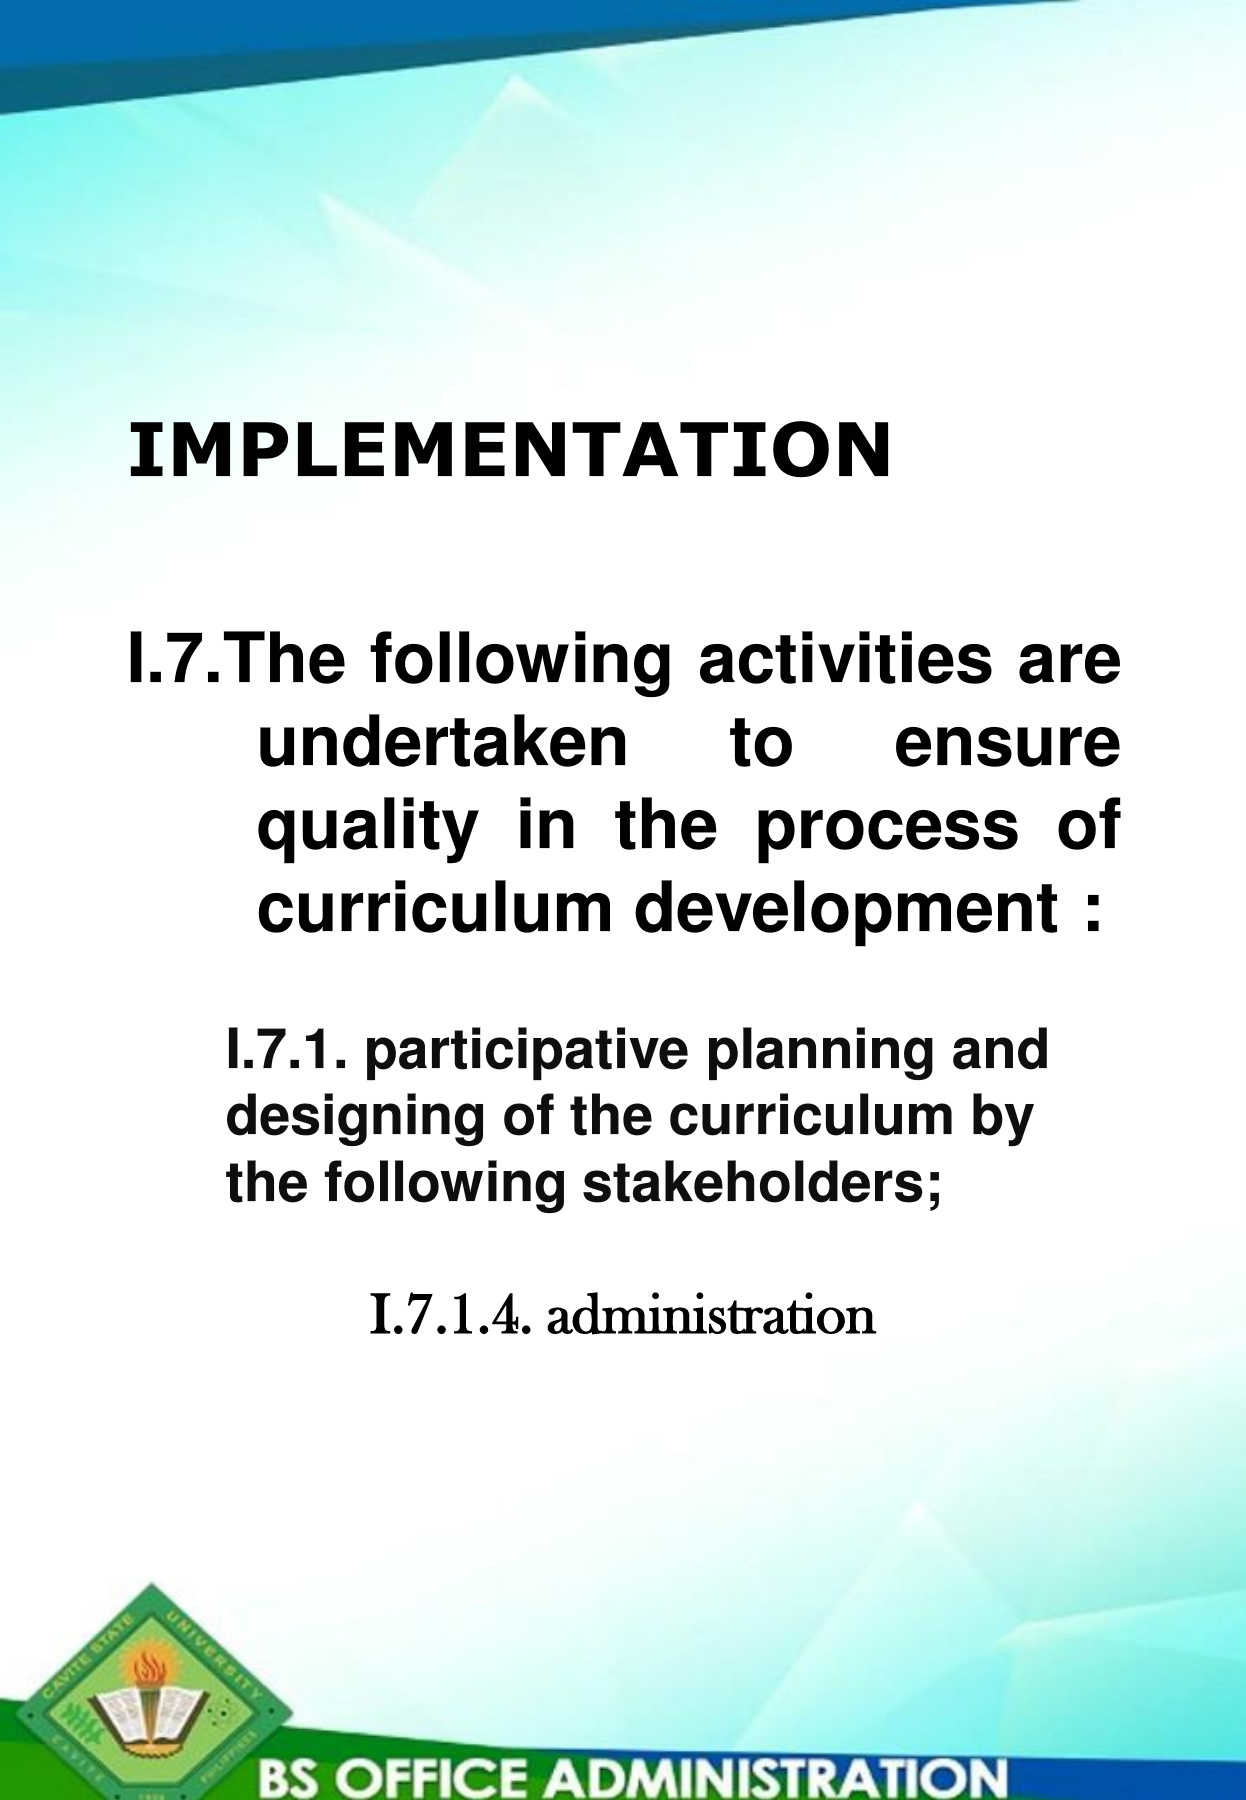 IMPLEMENTATION
I.7.The following activities are
undertaken to ensure
quality in the process of
curriculum development :
I.7.1. participative planning and
designing of the curriculum by
the following stakeholders;
I.7.1.4. administration
CAVITE STATE UNIVERSITY
CAVITE PHILIPPINES
BS OFFICE ADMINISTRATION